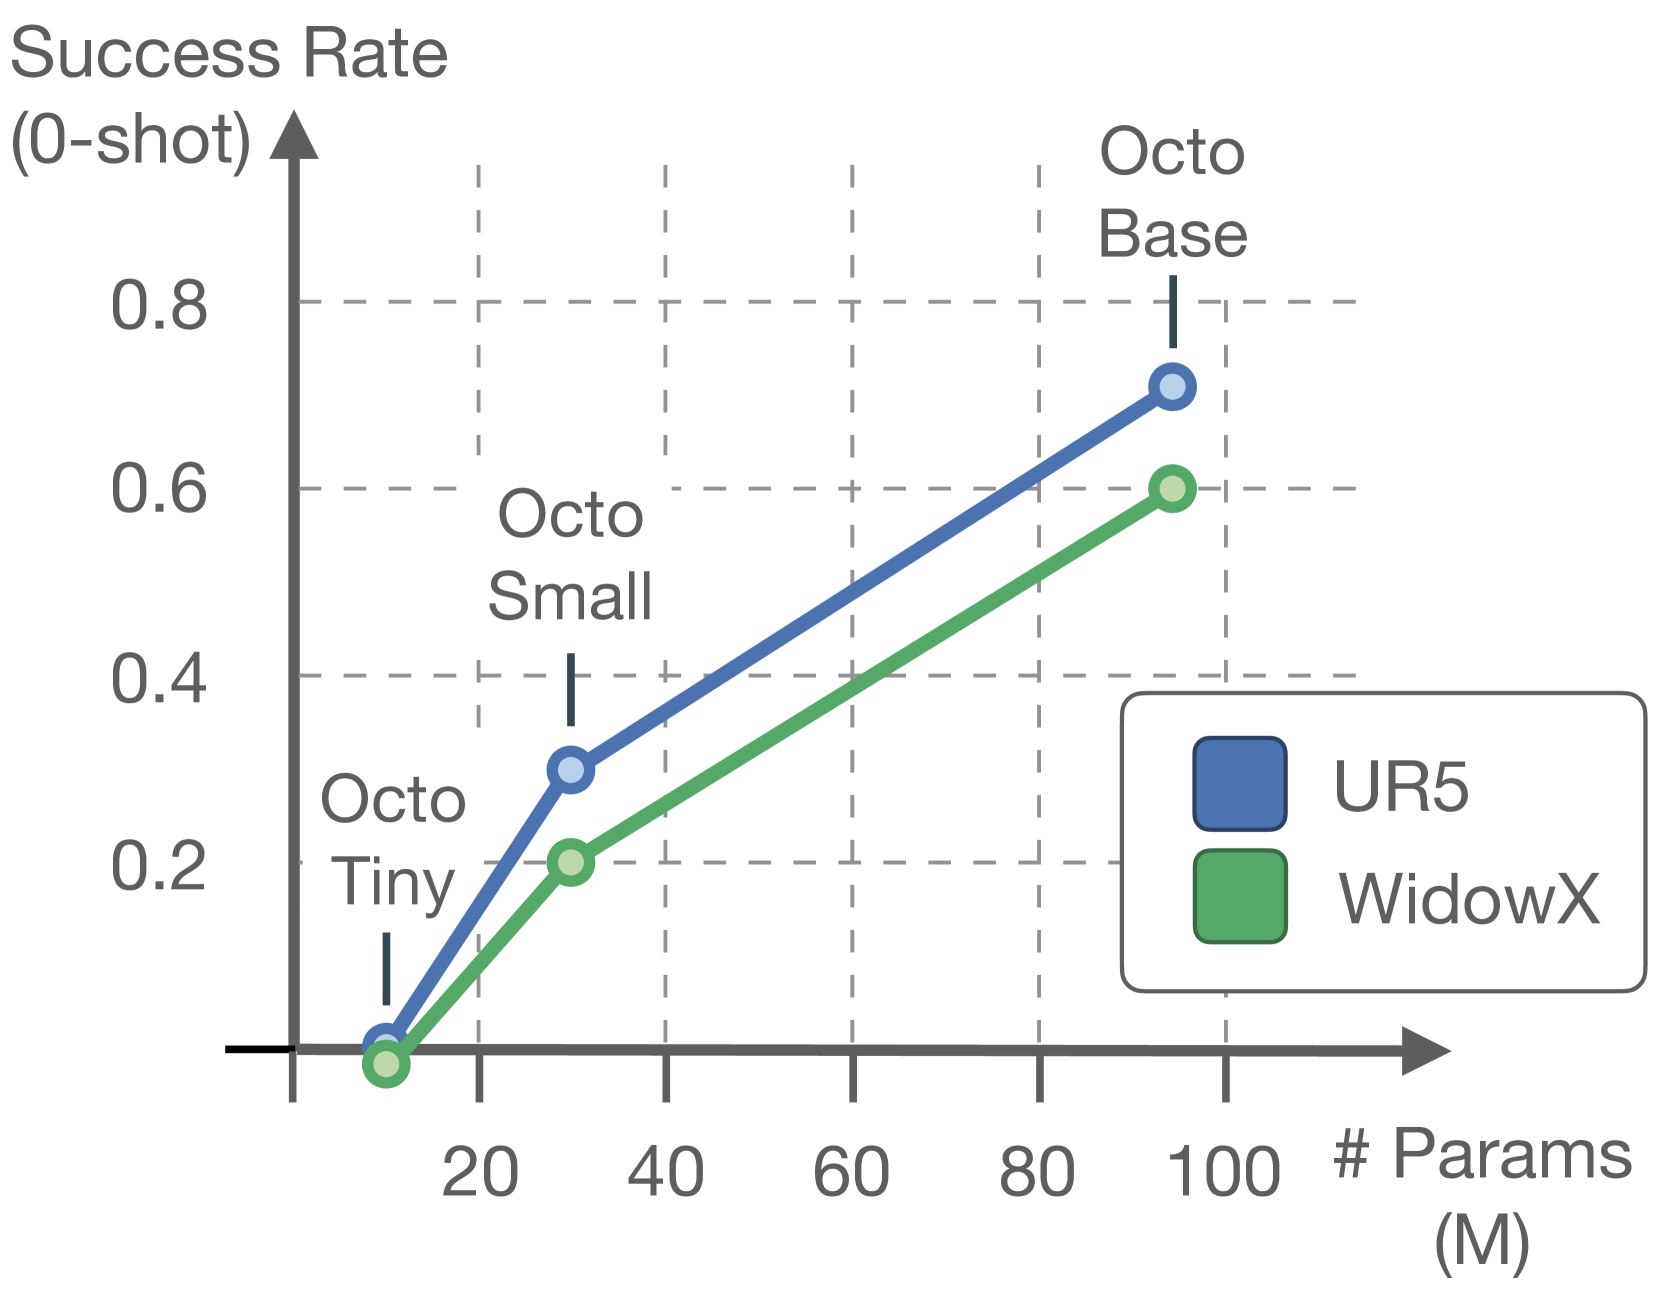 Success Rate
(0-shot)
Octo
Base
0.8
0.6
Octo
Small
0.4
UR5
Octo
Tiny
0.2
WidowX
20 40 60 80 100
# Params
(M)